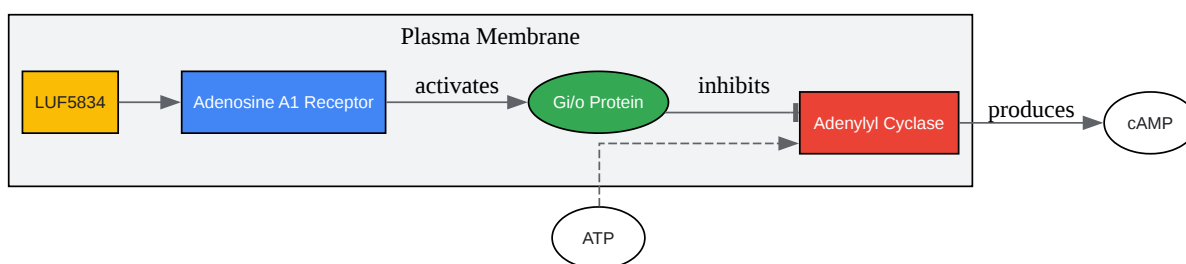 Plasma Membrane
LUF5834
Adenosine A1 Receptor
activates
Gi/o Protein
inhibits
Adenylyl Cyclase
produces
cAMP
ATP